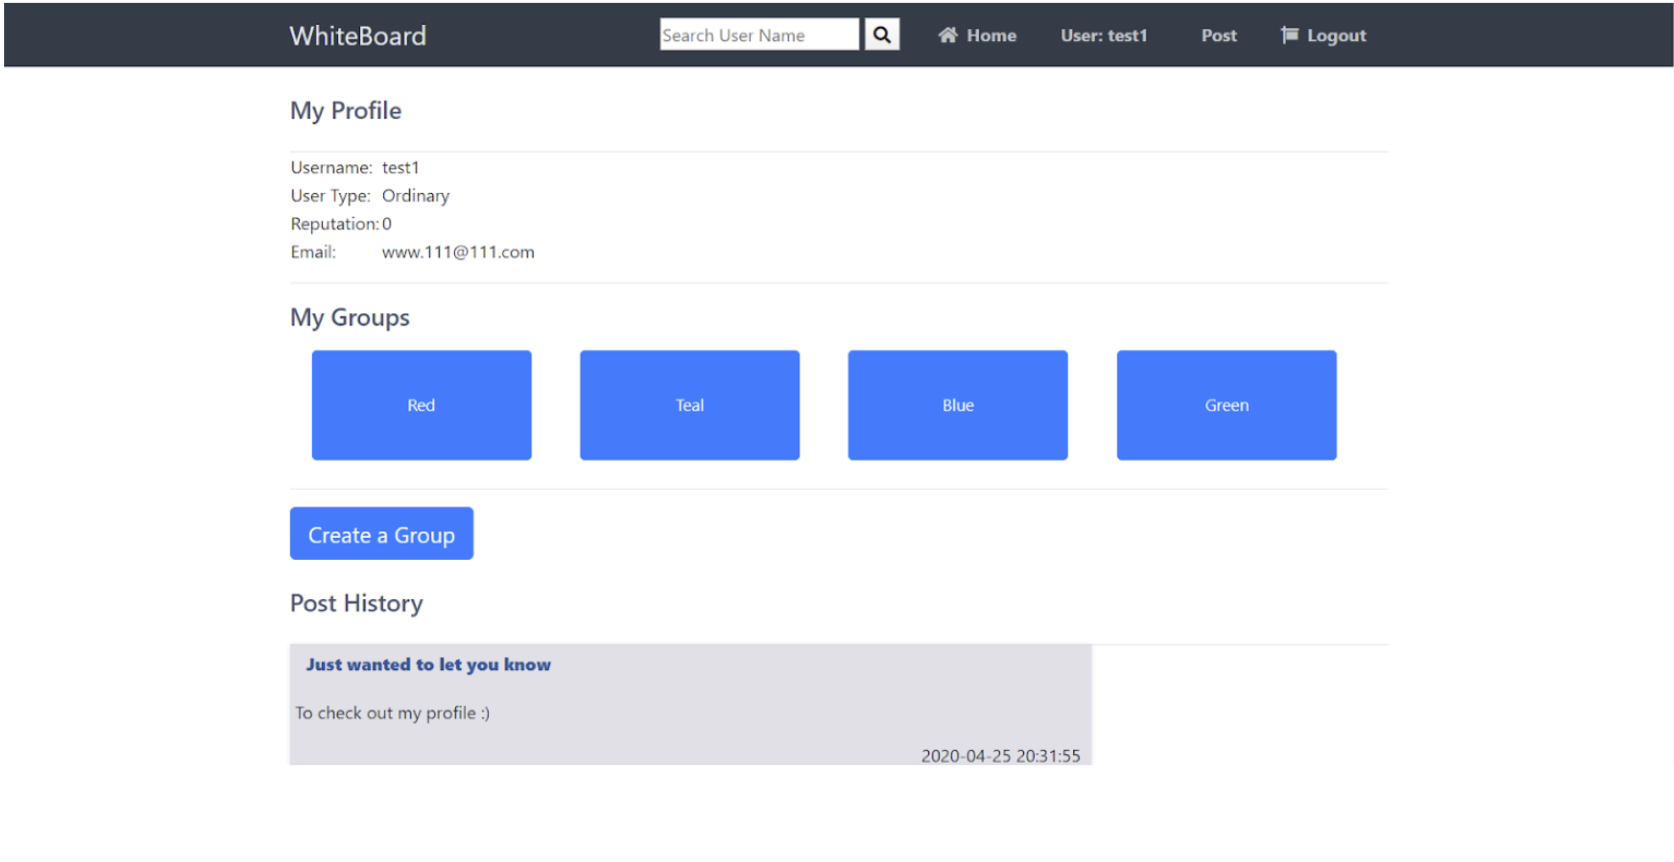 WhiteBoard
Search User Name
Home
User: test1
Post
Logout
My Profile
Username: test1
User Type: Ordinary
Reputation: 0
Email: www.111@111.com
My Groups
Red
Teal
Blue
Green
Create a Group
Post History
Just wanted to let you know
To check out my profile :)
2020-04-25 20:31:55